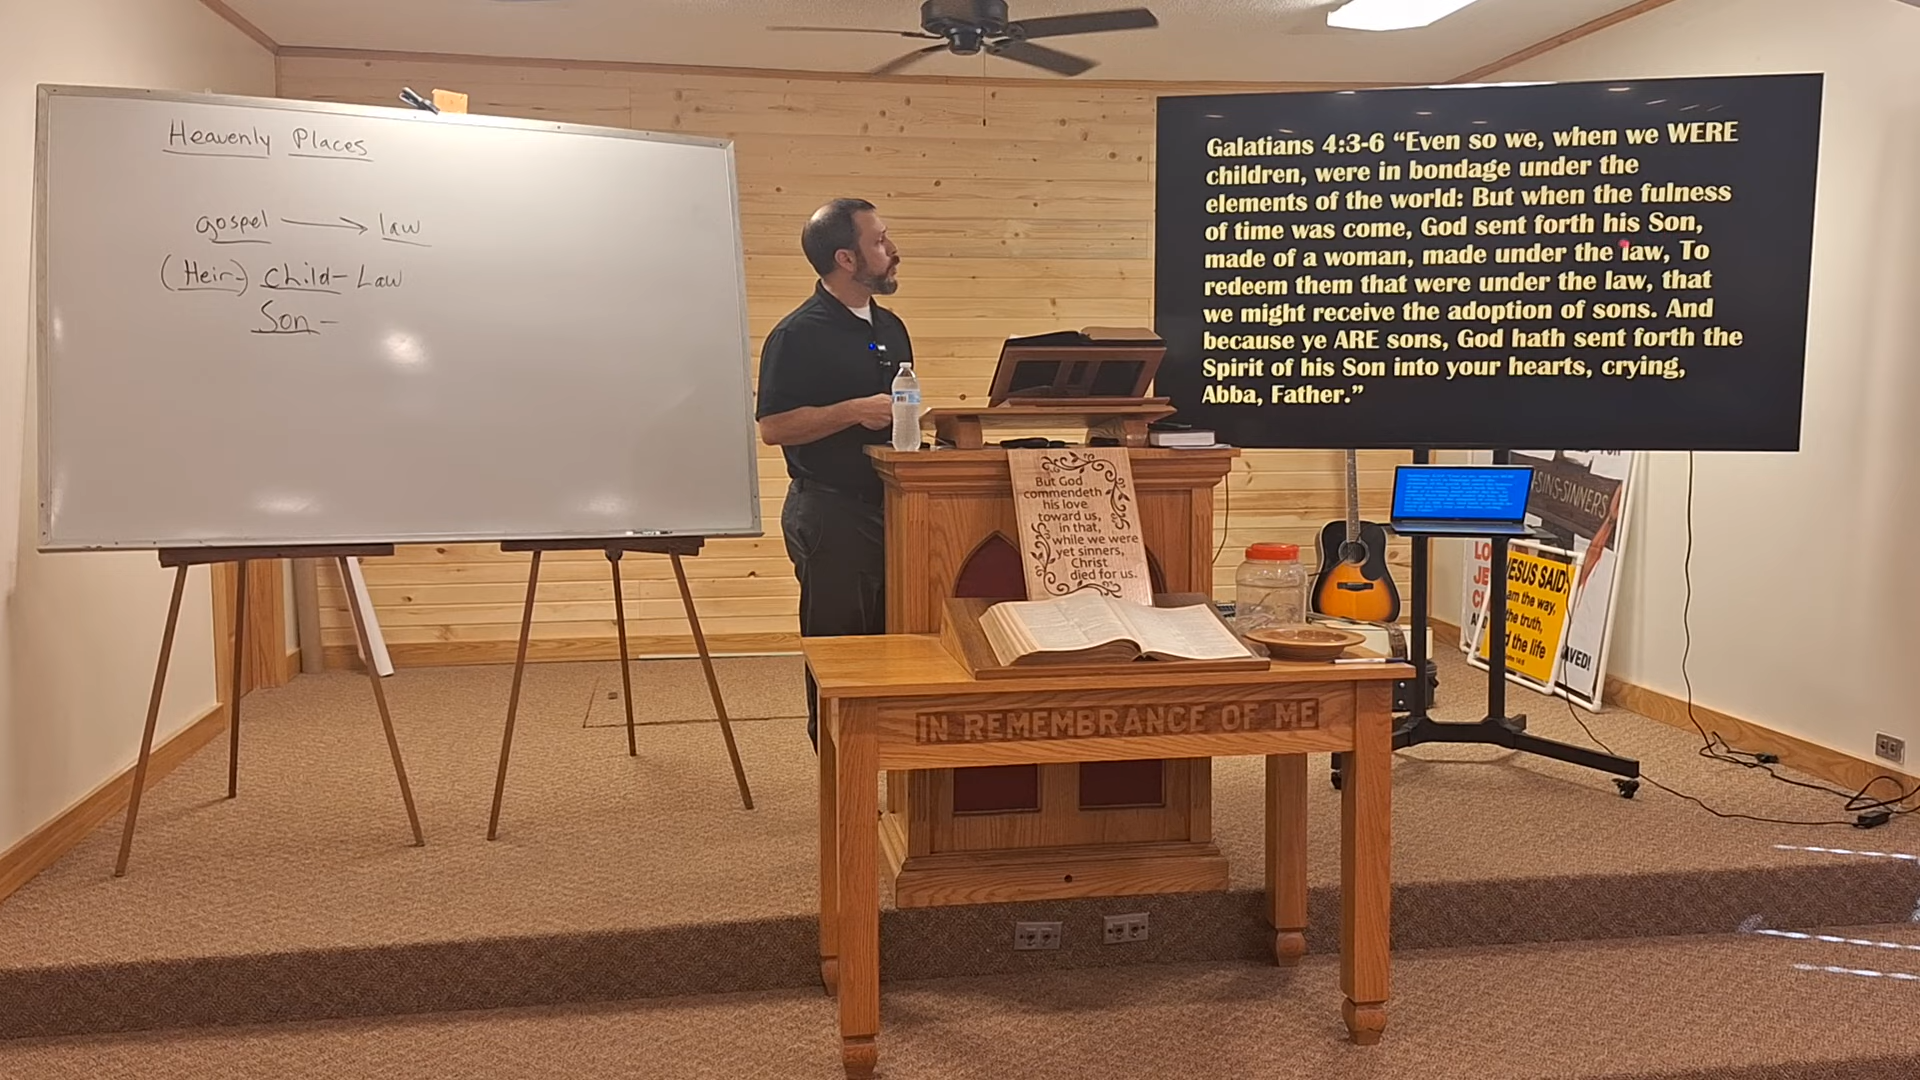 Heavenly Places
gospel → law
(Heir-) Child- Law
Son -
Galatians 4:3-6 “Even so we, when we WERE
children, were in bondage under the
elements of the world: But when the fulness
of time was come, God sent forth his Son,
made of a woman, made under the law, To
redeem them that were under the law, that
we might receive the adoption of sons. And
because ye ARE sons, God hath sent forth the
Spirit of his Son into your hearts, crying,
Abba, Father.”
But God
commendeth
his love
toward us,
in that,
while we were
yet sinners,
Christ
died for us.
IN REMEMBRANCE OF ME
SINS-SINNERS
JESUS SAID:
am the way,
the truth,
the life